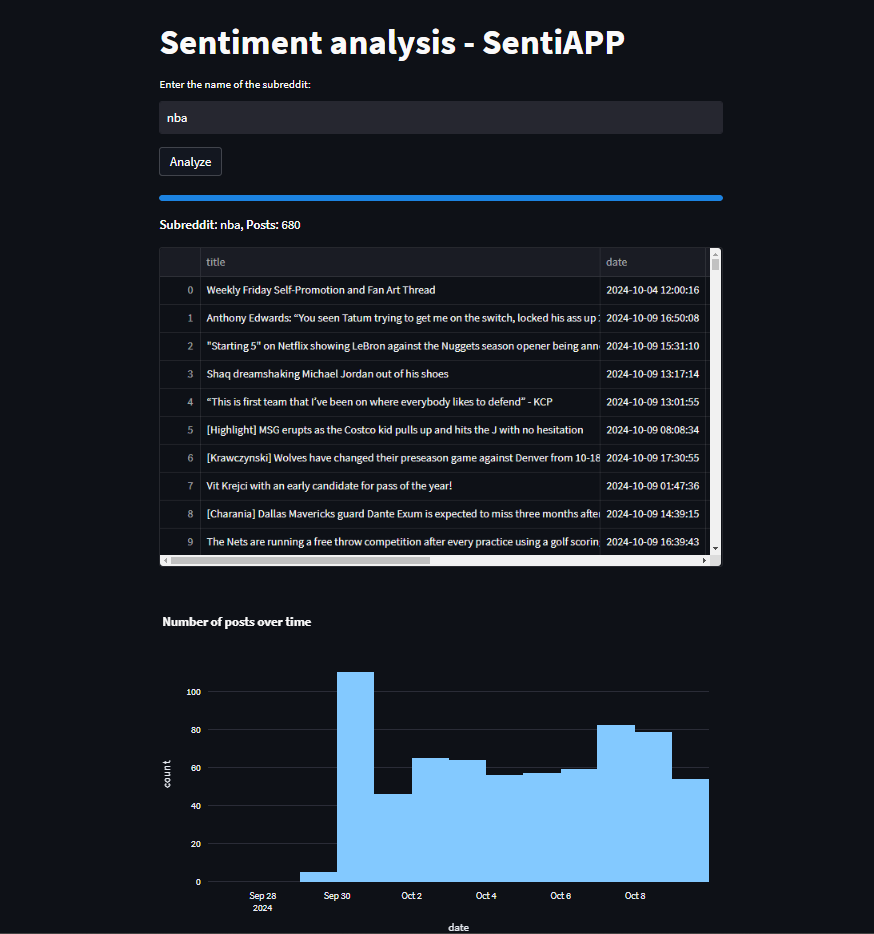 Sentiment analysis - SentiAPP
Enter the name of the subreddit:
nba
Analyze
Subreddit: nba, Posts: 680
title date
0 Weekly Friday Self-Promotion and Fan Art Thread 2024-10-04 12:00:16
1 Anthony Edwards: “You seen Tatum trying to get me on the switch, locked his ass up 2024-10-09 16:50:08
2 "Starting 5" on Netflix showing LeBron against the Nuggets season opener being 2024-10-09 15:31:10
3 Shaq dreamshaking Michael Jordan out of his shoes 2024-10-09 13:17:14
4 “This is first team that I’ve been on where everybody likes to defend” - KCP 2024-10-09 13:01:55
5 [Highlight] MSG erupts as the Costco kid pulls up and hits the J with no hesitation 2024-10-09 08:08:34
6 [Krawczynski] Wolves have changed their preseason game against Denver from 10-18 2024-10-09 17:30:55
7 Vit Krejci with an early candidate for pass of the year! 2024-10-09 01:47:36
8 [Charania] Dallas Mavericks guard Dante Exum is expected to miss three months after 2024-10-09 14:39:15
9 The Nets are running a free throw competition after every practice using a golf 2024-10-09 16:39:43
Number of posts over time
100
80
60
40
20
0
count
Sep 28 Sep 30 Oct 2 Oct 4 Oct 6 Oct 8
2024
date